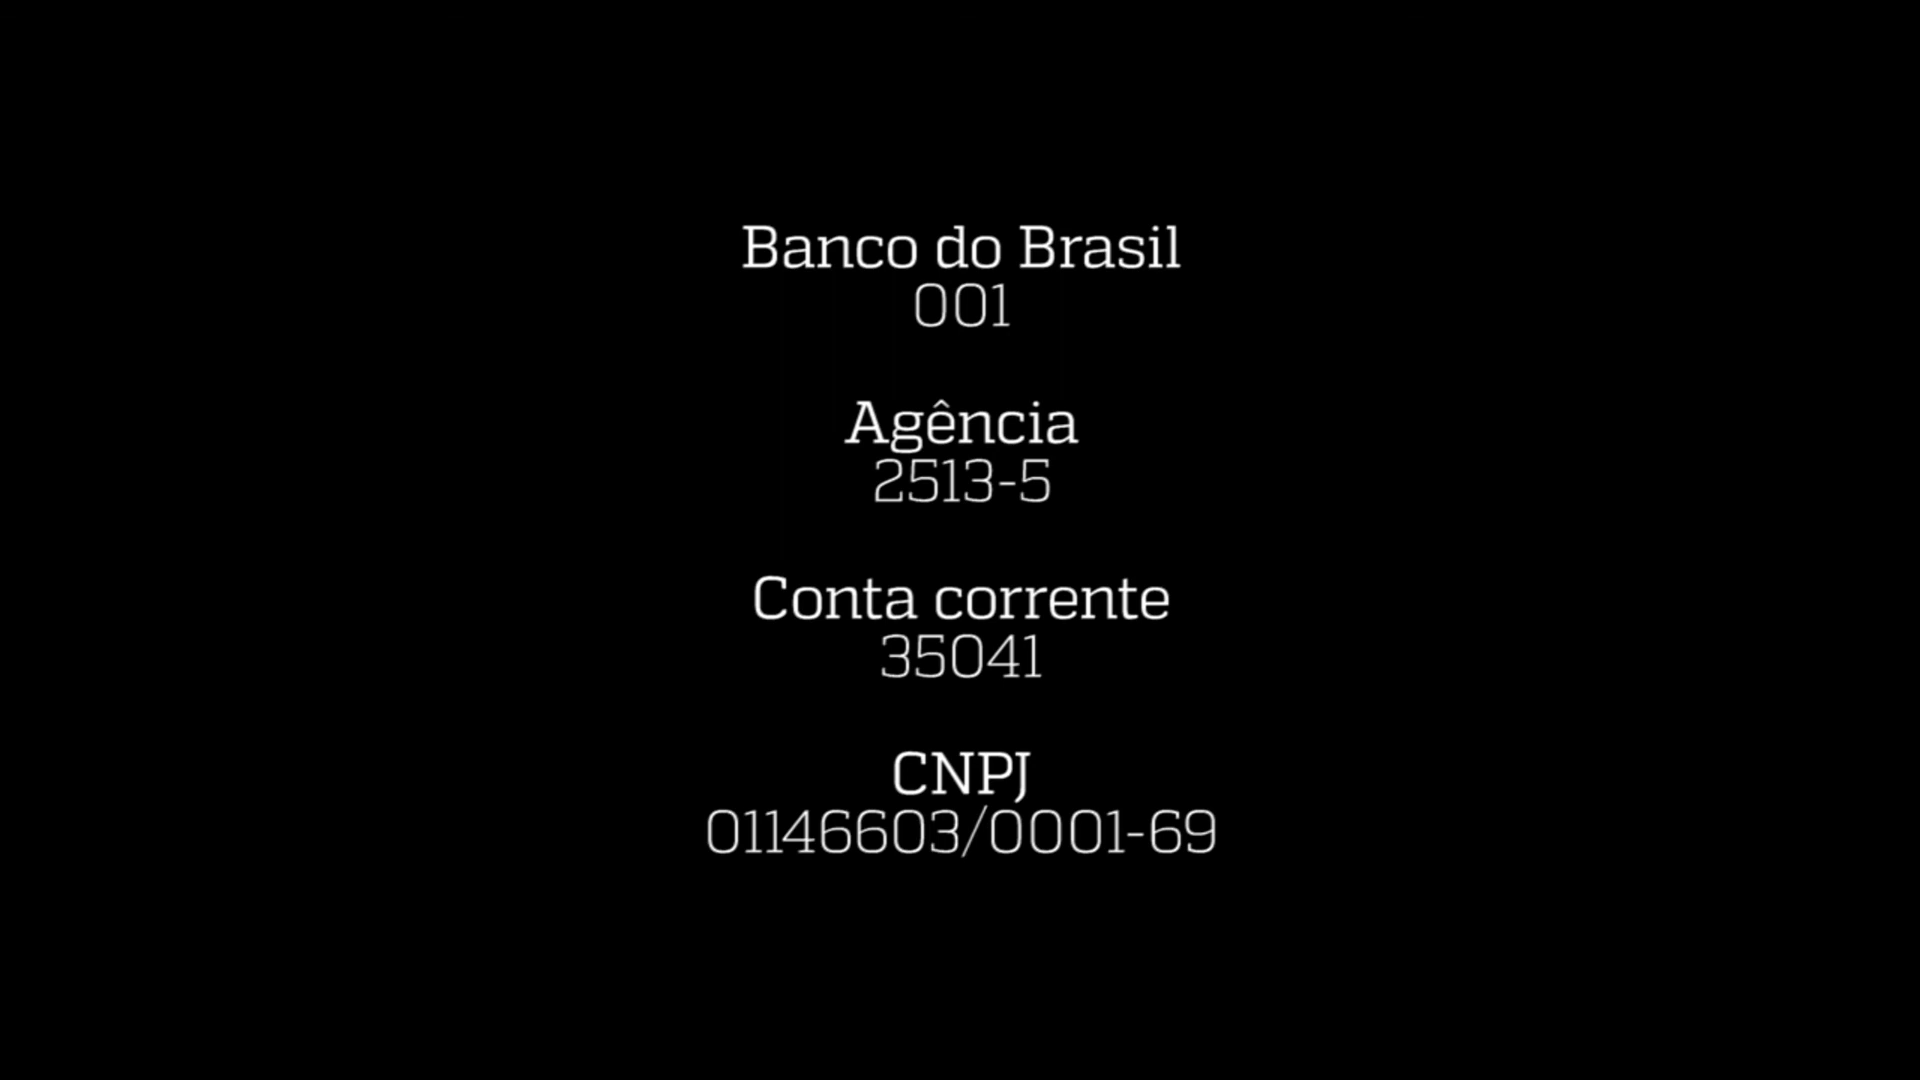 Banco do Brasil
001
Agência
2513-5
Conta corrente
35041
CNPJ
01146603/0001-69